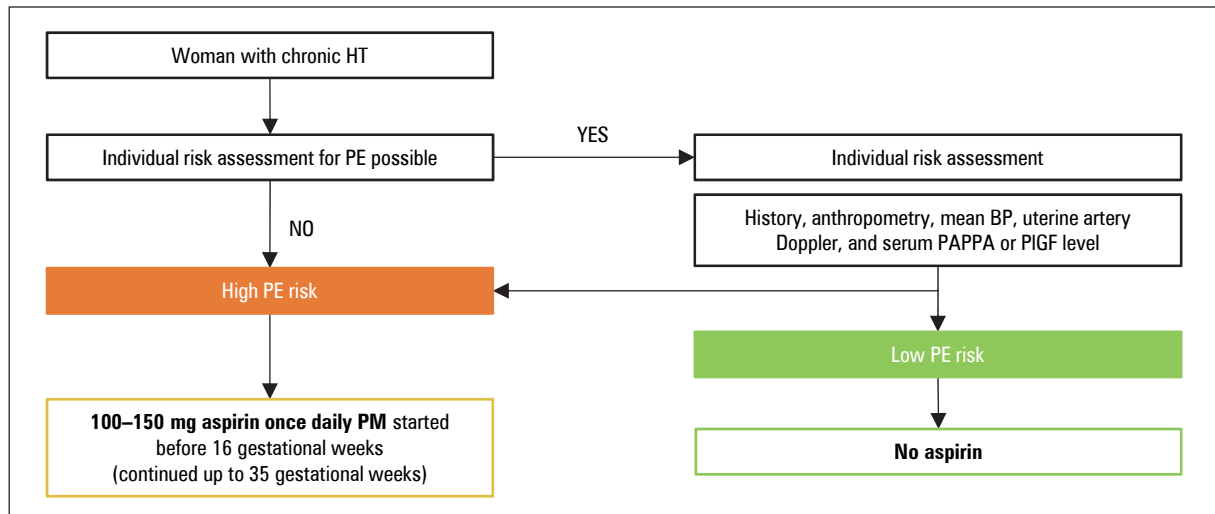 Woman with chronic HT
Individual risk assessment for PE possible
YES
Individual risk assessment
History, anthropometry, mean BP, uterine artery
Doppler, and serum PAPPA or PlGF level
NO
High PE risk
Low PE risk
100–150 mg aspirin once daily PM started
before 16 gestational weeks
(continued up to 35 gestational weeks)
No aspirin